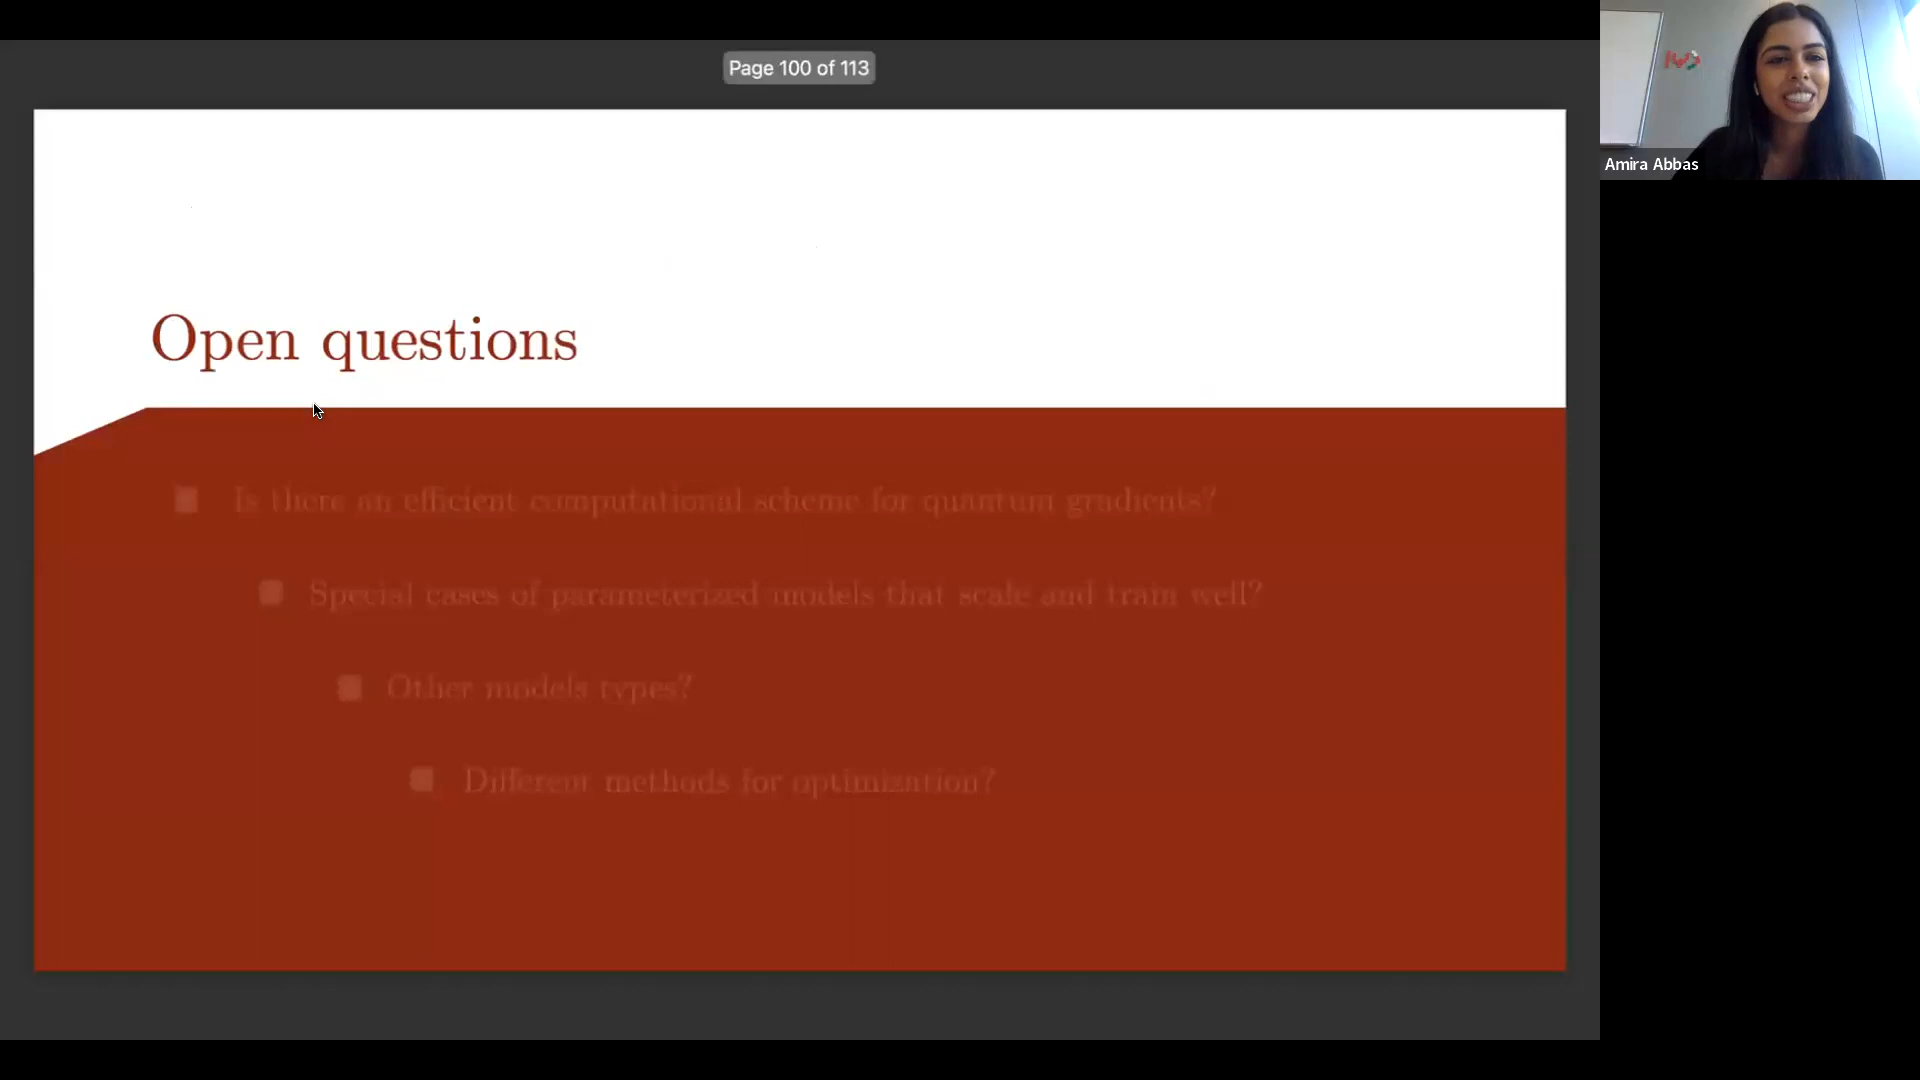 Page 100 of 113
Amira Abbas
Open questions
Is there an efficient computational scheme for quantum gradients?
Special cases of parameterized models that scale and train well?
Other models types?
Different methods for optimization?